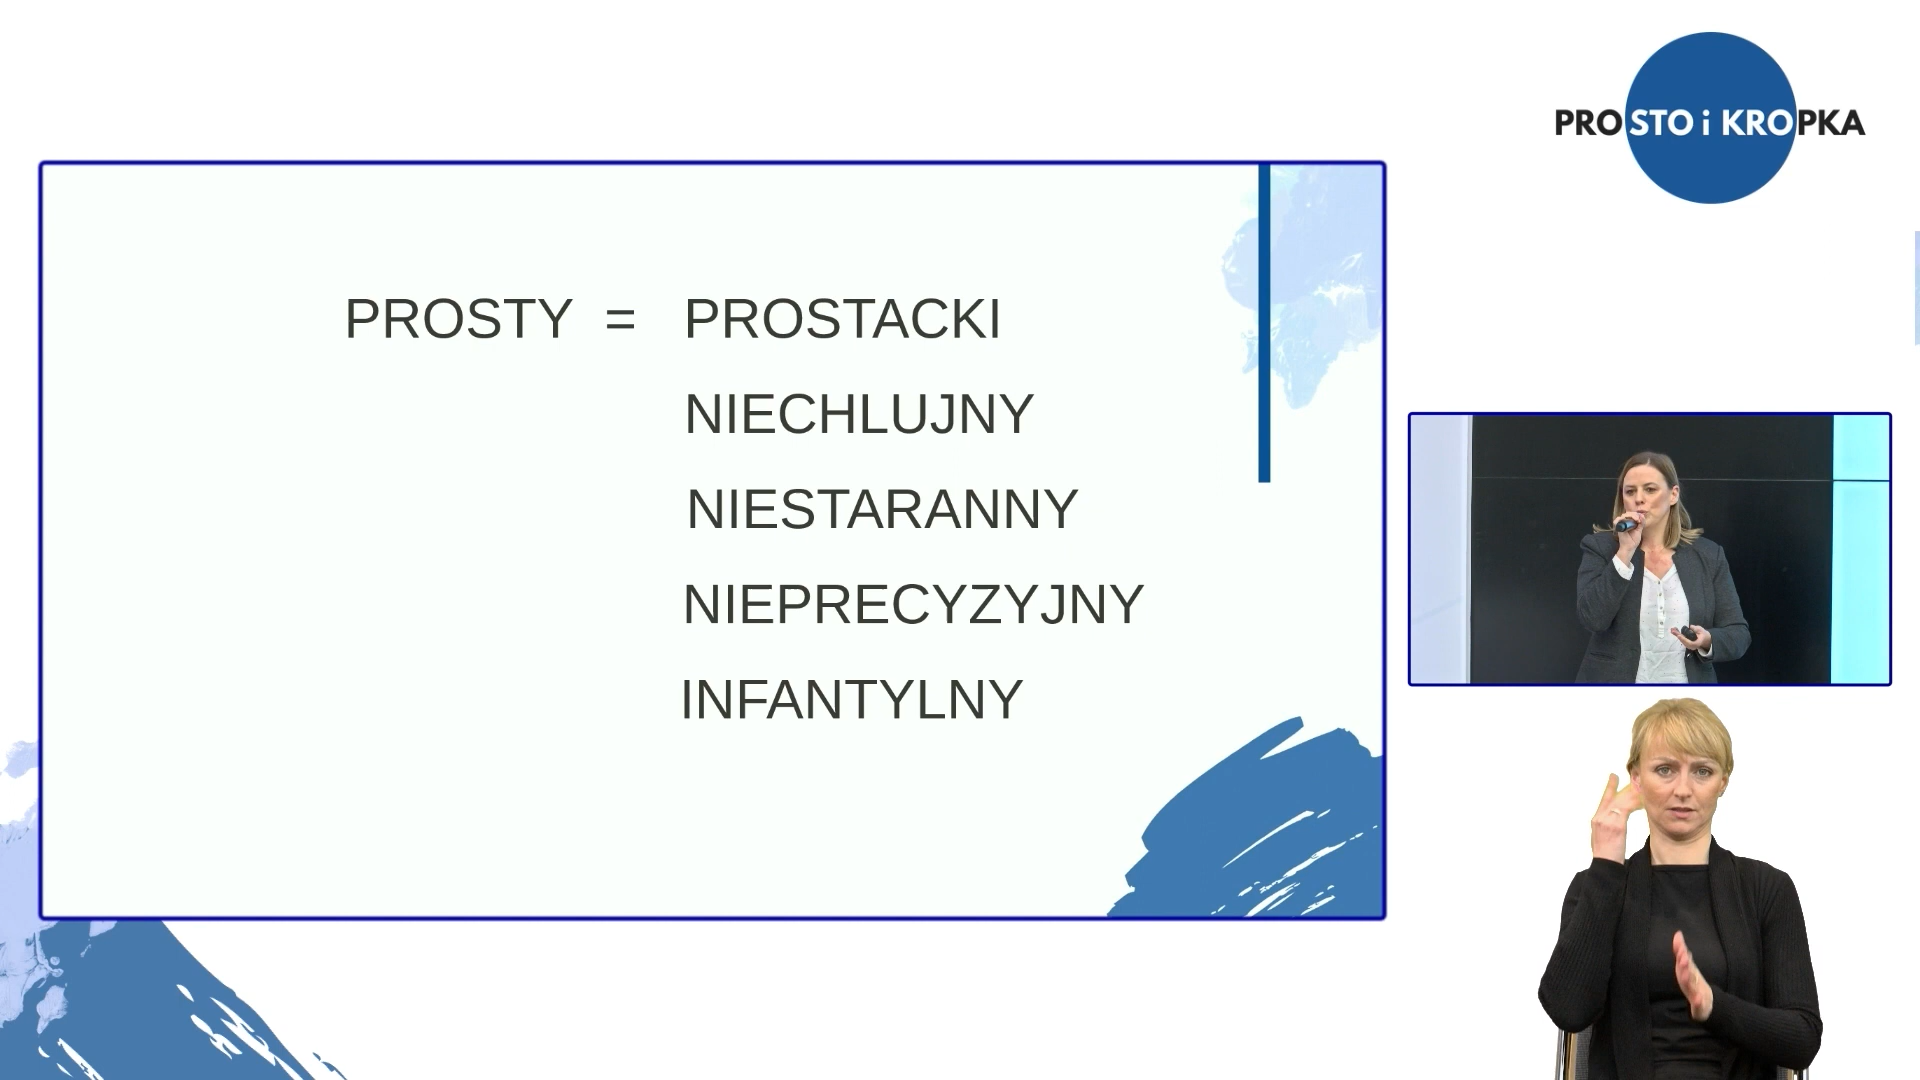 PROSTO i KROPKA
PROSTY = PROSTACKI
NIECHLUJNY
NIESTARANNY
NIEPRECYZYJNY
INFANTYLNY